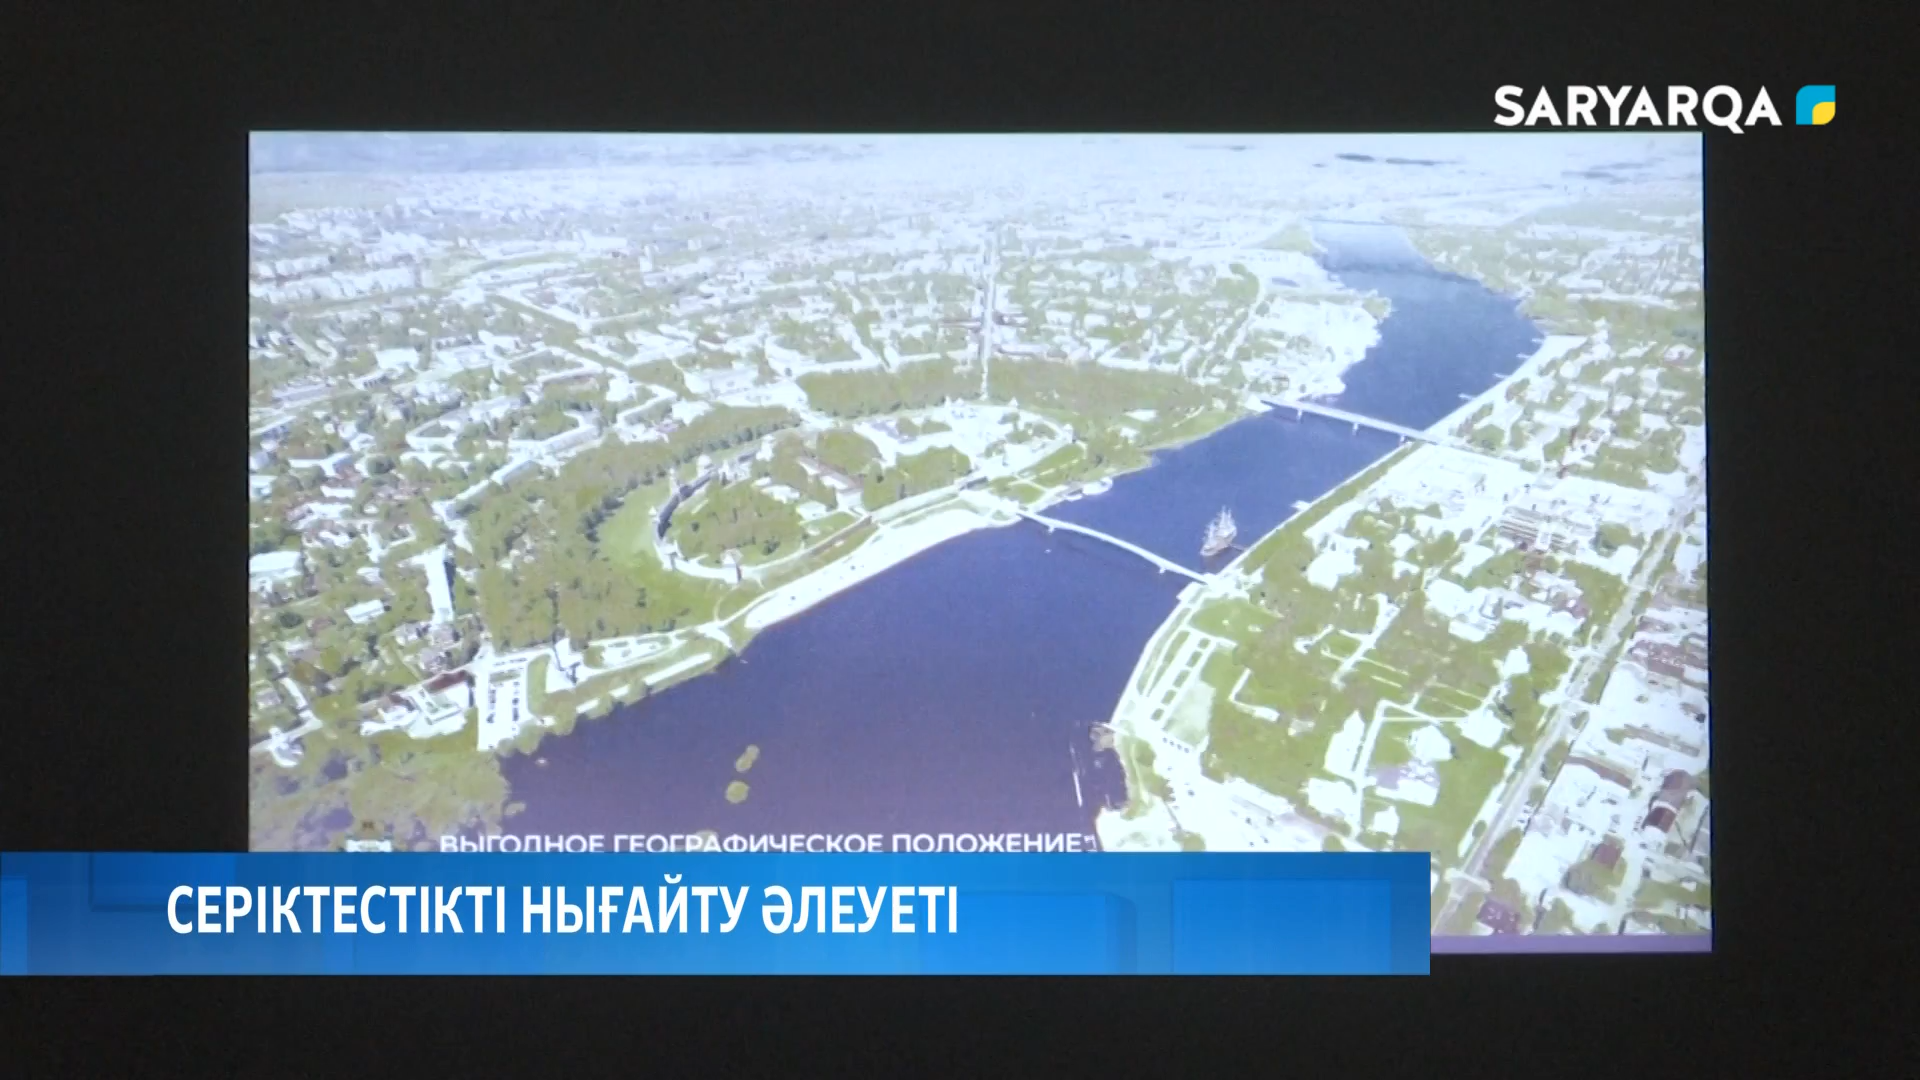 SARYARQA
ВЫГОДНОЕ ГЕОГРАФИЧЕСКОЕ ПОЛОЖЕНИЕ
СЕРІКТЕСТІКТІ НЫҒАЙТУ ӘЛЕУЕТІ